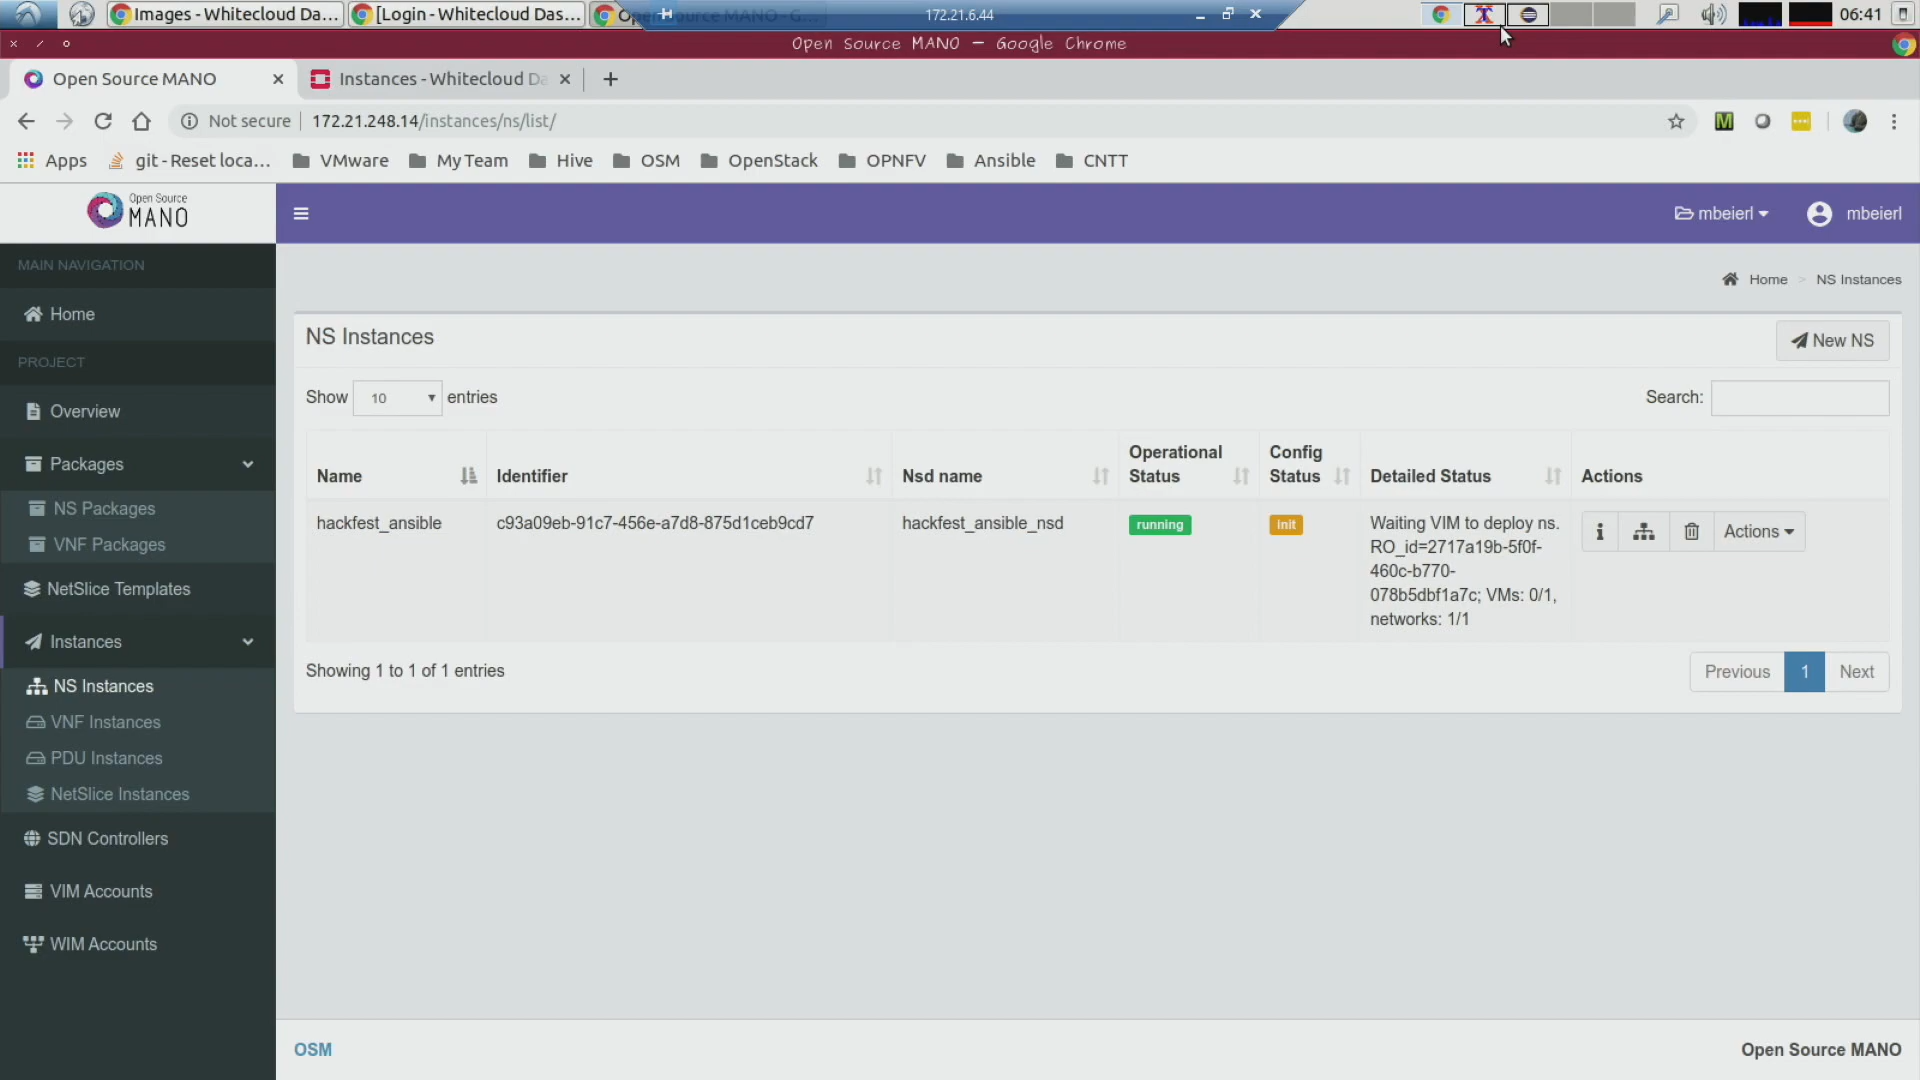 Images - Whitecloud Da...
[Login - Whitecloud Das...
172.21.6.44
06:41
Open Source MANO - Google Chrome
Open Source MANO
Instances - Whitecloud Da
Not secure
172.21.248.14/instances/ns/list/
Apps
git - Reset loca...
VMware
My Team
Hive
OSM
OpenStack
OPNFV
Ansible
CNTT
Open Source
MANO
mbeierl
mbeierl
MAIN NAVIGATION
Home
PROJECT
Overview
Packages
NS Packages
VNF Packages
NetSlice Templates
Instances
NS Instances
VNF Instances
PDU Instances
NetSlice Instances
SDN Controllers
VIM Accounts
WIM Accounts
Home > NS Instances
NS Instances
New NS
Show 10 entries
Search:
Name
Identifier
Nsd name
Operational
Status
Config
Status
Detailed Status
Actions
hackfest_ansible
c93a09eb-91c7-456e-a7d8-875d1ceb9cd7
hackfest_ansible_nsd
running
init
Waiting VIM to deploy ns.
RO_id=2717a19b-5f0f-
460c-b770-
078b5dbf1a7c; VMs: 0/1,
networks: 1/1
Actions
Showing 1 to 1 of 1 entries
Previous
1
Next
OSM
Open Source MANO